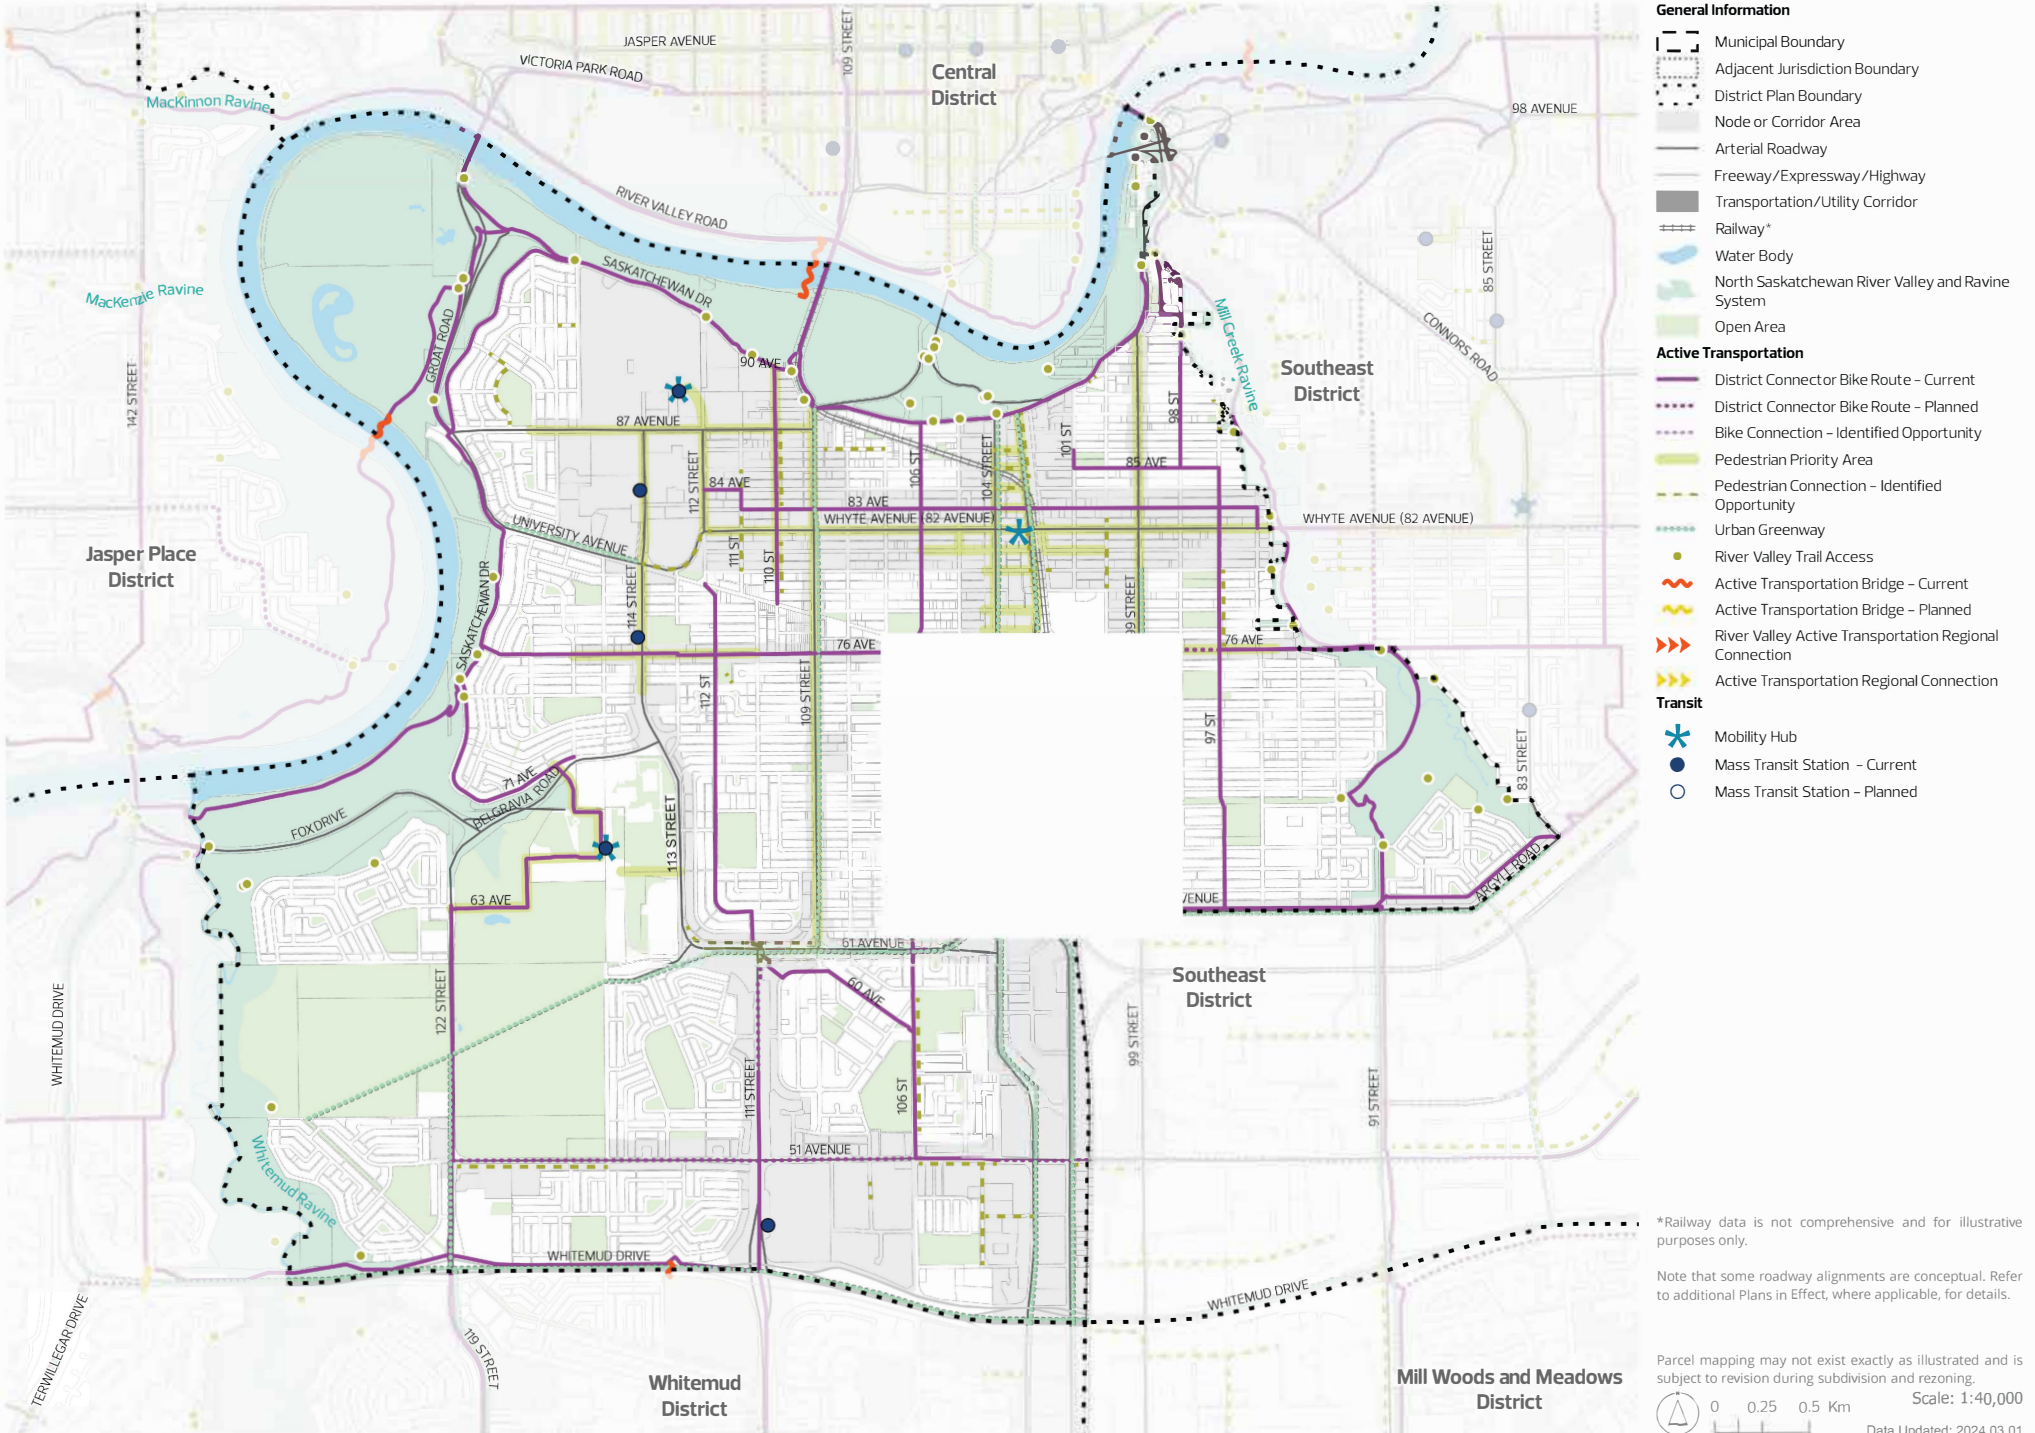 JASPER AVENUE
VICTORIA PARK ROAD
109 STREET
Central
District
MacKinnon Ravine
98 AVENUE
RIVER VALLEY ROAD
SASKATCHEWAN DR
MacKenzie Ravine
GROAT ROAD
142 STREET
85 STREET
CONNORS ROAD
Mill Creek Ravine
Southeast
District
90 AVE
87 AVENUE
112 STREET
106 ST
104 STREET
101 ST
98 ST
85 AVE
84 AVE
83 AVE
WHYTE AVENUE (82 AVENUE)
WHYTE AVENUE (82 AVENUE)
UNIVERSITY AVENUE
111 ST
110 ST
Jasper Place
District
SASKATCHEWAN DR
114 STREET
99 STREET
76 AVE
76 AVE
112 ST
109 STREET
97 ST
83 STREET
71 AVE
BELGRAVIA ROAD
FOX DRIVE
113 STREET
63 AVE
VENUE
ARGYLL ROAD
61 AVENUE
60 AVE
Southeast
District
WHITEMUD DRIVE
122 STREET
99 STREET
111 STREET
106 ST
91 STREET
51 AVENUE
Whitemud Ravine
WHITEMUD DRIVE
WHITEMUD DRIVE
TERWILLEGAR DRIVE
119 STREET
Whitemud
District
Mill Woods and Meadows
District
General Information
Municipal Boundary
Adjacent Jurisdiction Boundary
District Plan Boundary
Node or Corridor Area
Arterial Roadway
Freeway/Expressway/Highway
Transportation/Utility Corridor
Railway*
Water Body
North Saskatchewan River Valley and Ravine
System
Open Area
Active Transportation
District Connector Bike Route - Current
District Connector Bike Route - Planned
Bike Connection - Identified Opportunity
Pedestrian Priority Area
Pedestrian Connection - Identified
Opportunity
Urban Greenway
River Valley Trail Access
Active Transportation Bridge - Current
Active Transportation Bridge - Planned
River Valley Active Transportation Regional
Connection
Active Transportation Regional Connection
Transit
Mobility Hub
Mass Transit Station - Current
Mass Transit Station - Planned
*Railway data is not comprehensive and for illustrative
purposes only.
Note that some roadway alignments are conceptual. Refer
to additional Plans in Effect, where applicable, for details.
Parcel mapping may not exist exactly as illustrated and is
subject to revision during subdivision and rezoning.
Scale: 1:40,000
0 0.25 0.5 Km
Data Updated: 2024.03.01